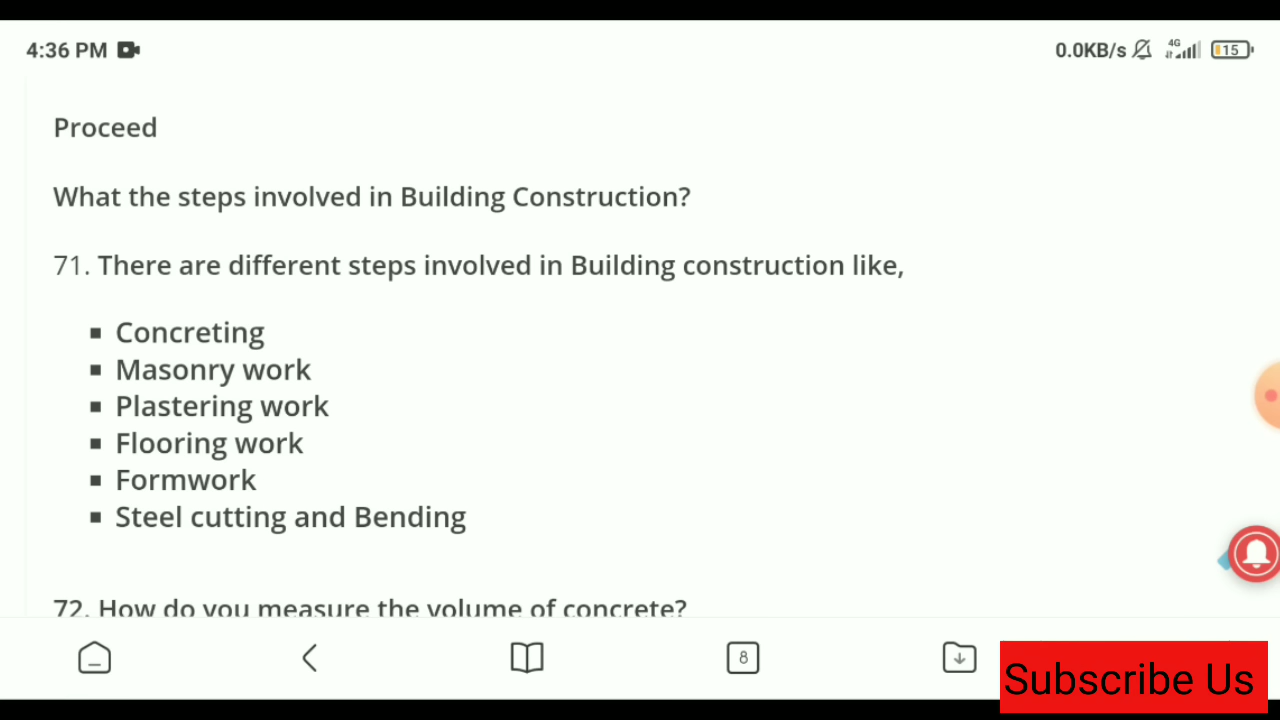 4:36 PM
0.0KB/s 4G 15
Proceed
What the steps involved in Building Construction?
71. There are different steps involved in Building construction like,
▪ Concreting
▪ Masonry work
▪ Plastering work
▪ Flooring work
▪ Formwork
▪ Steel cutting and Bending
72. How do you measure the volume of concrete?
8
Subscribe Us